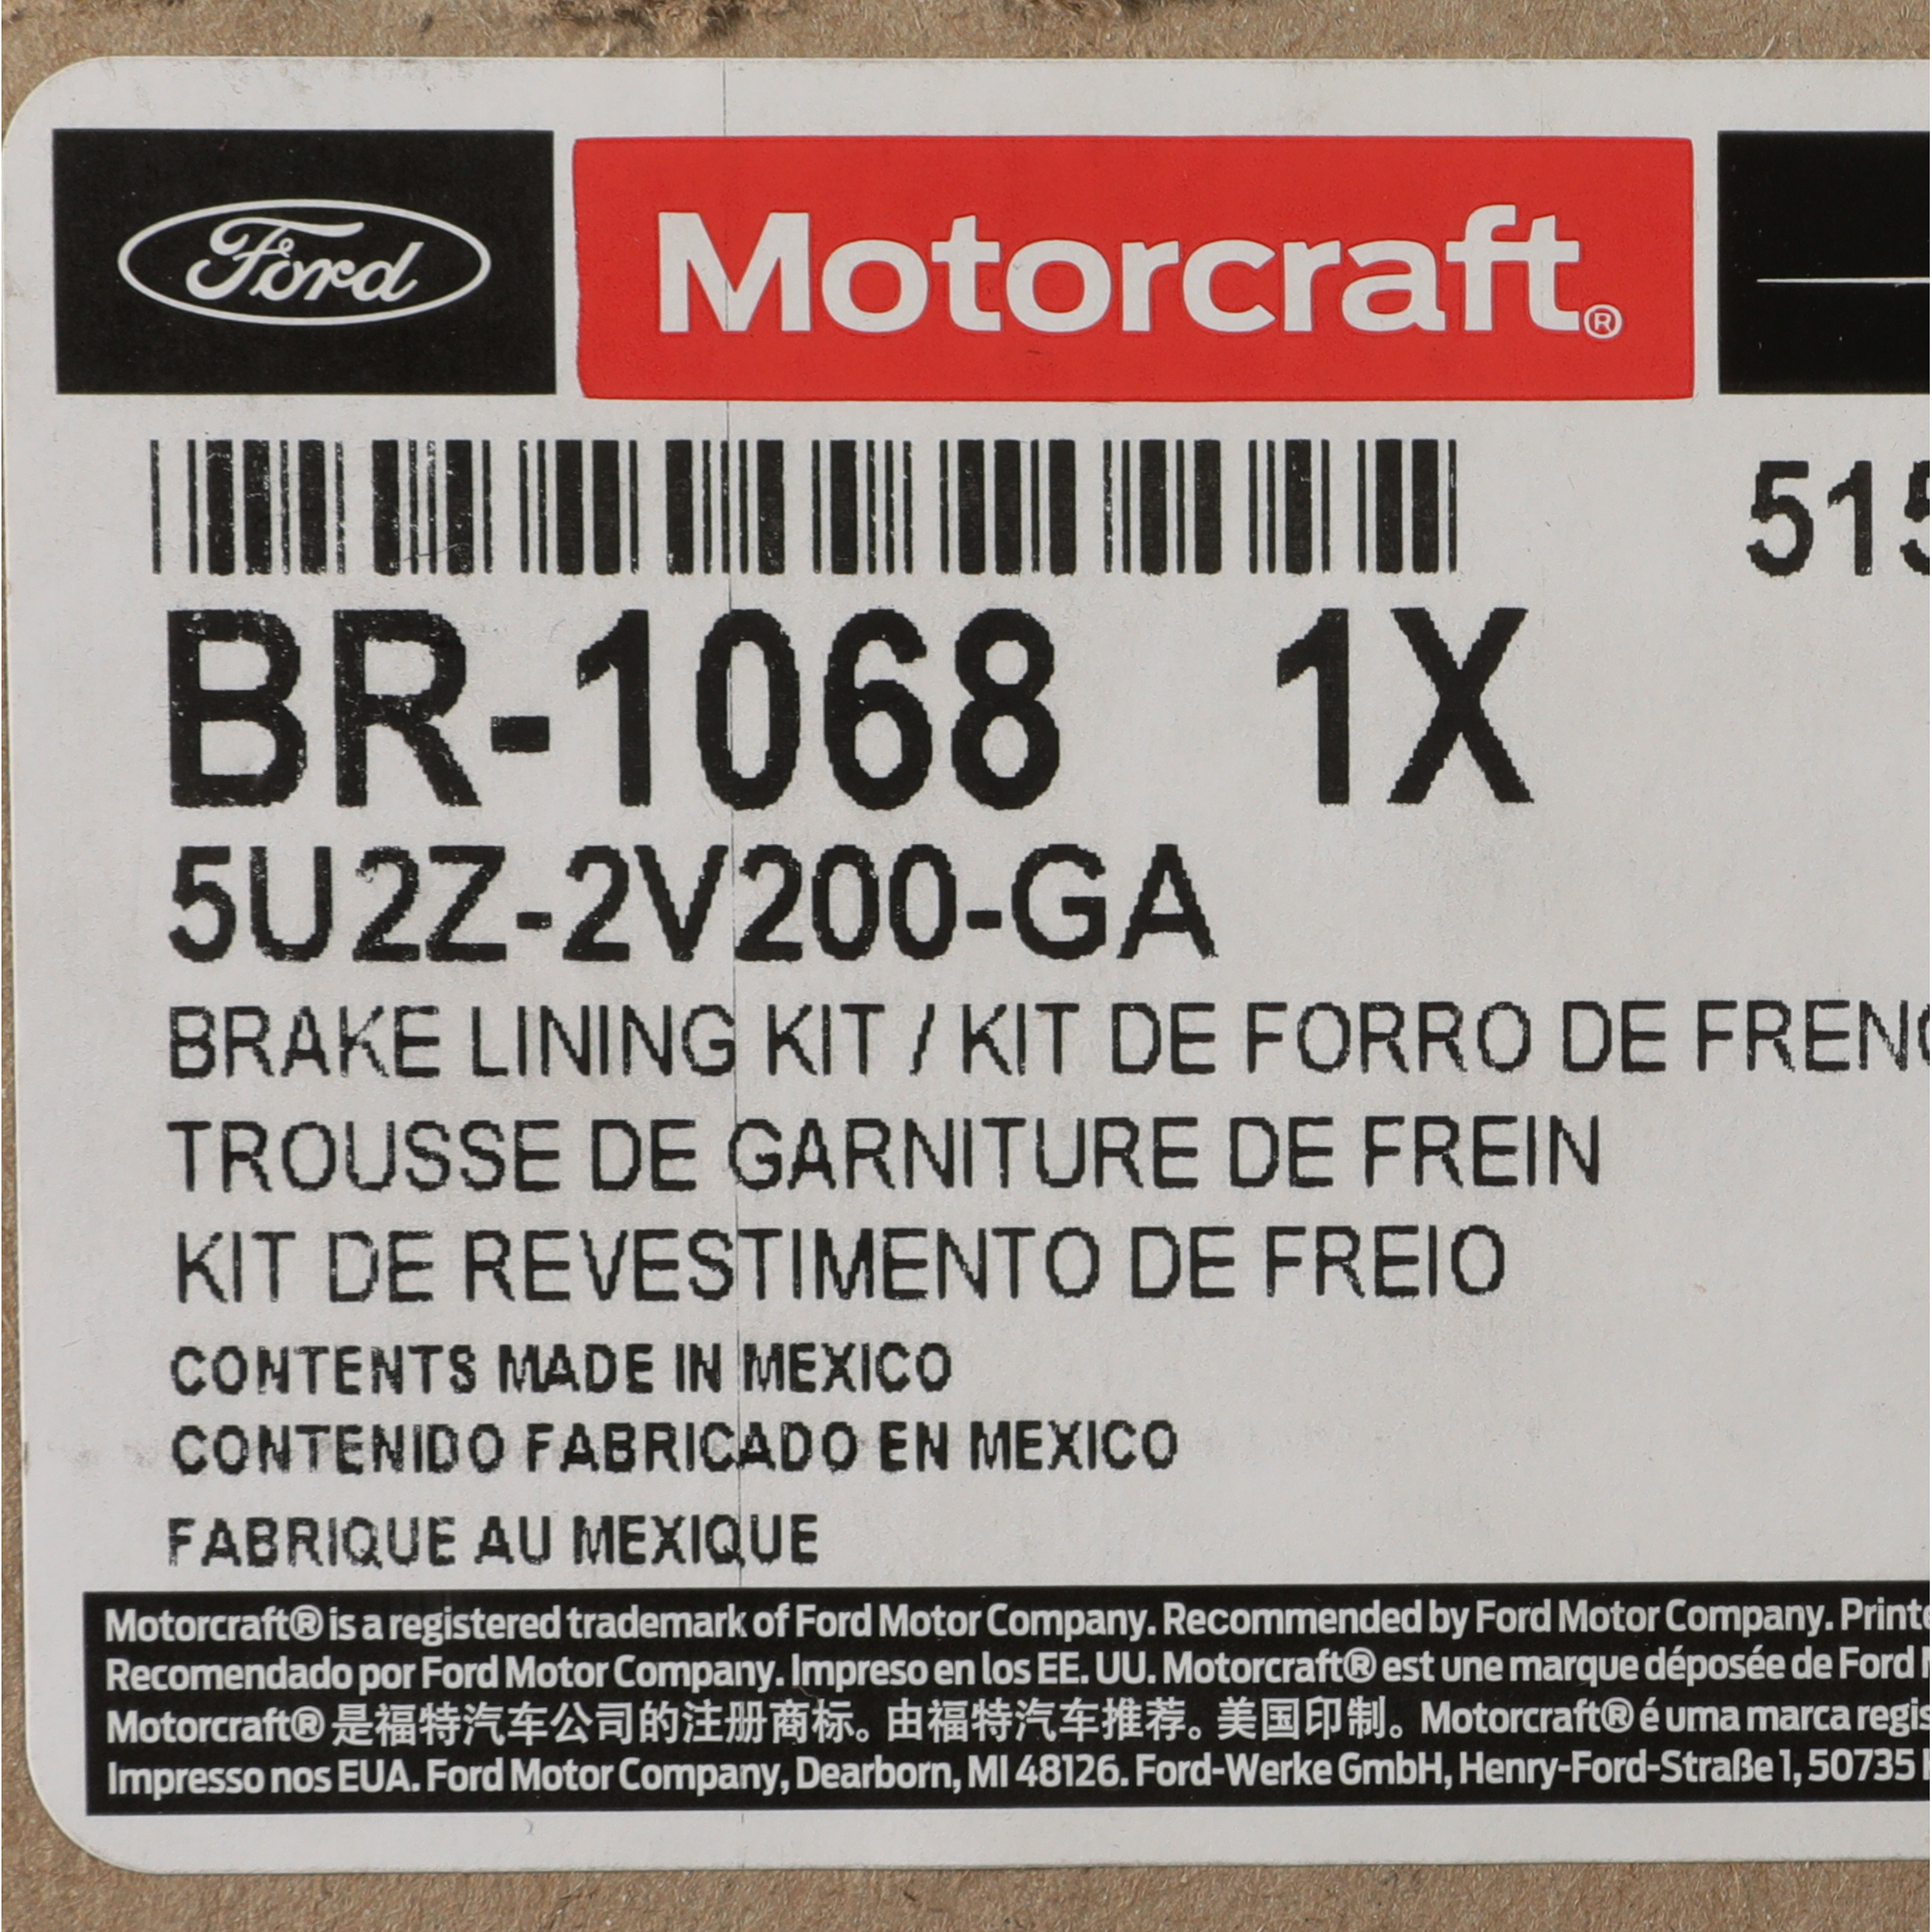 Ford Motorcraft®
515
BR-1068 1X
5U2Z-2V200-GA
BRAKE LINING KIT / KIT DE FORRO DE FRENO
TROUSSE DE GARNITURE DE FREIN
KIT DE REVESTIMENTO DE FREIO
CONTENTS MADE IN MEXICO
CONTENIDO FABRICADO EN MEXICO
FABRIQUE AU MEXIQUE
Motorcraft® is a registered trademark of Ford Motor Company. Recommended by Ford Motor Company. Printe
Recomendado por Ford Motor Company. Impreso en los EE. UU. Motorcraft® est une marque déposée de Ford
Motorcraft® 是福特汽车公司的注册商标。由福特汽车推荐。美国印制。Motorcraft® é uma marca regis
Impresso nos EUA. Ford Motor Company, Dearborn, MI 48126. Ford-Werke GmbH, Henry-Ford-Straße 1, 50735